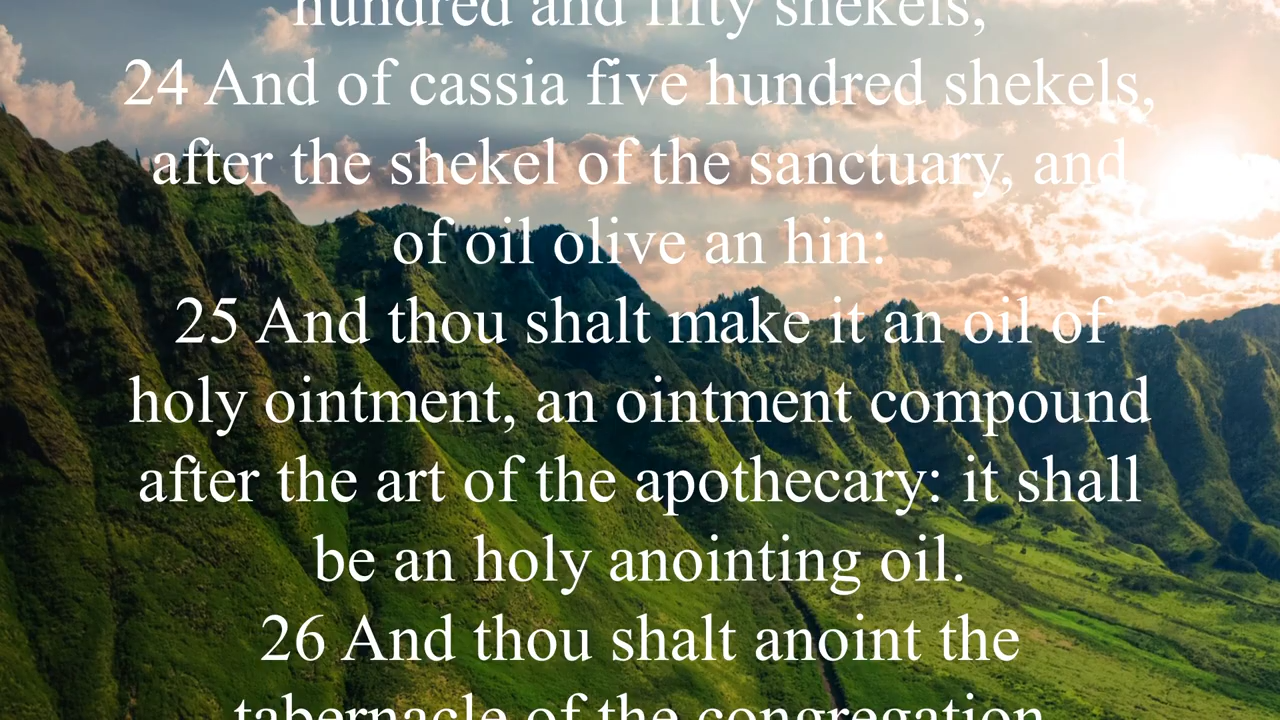 hundred and fifty shekels,
24 And of cassia five hundred shekels,
after the shekel of the sanctuary, and
of oil olive an hin:
25 And thou shalt make it an oil of
holy ointment, an ointment compound
after the art of the apothecary: it shall
be an holy anointing oil.
26 And thou shalt anoint the
tabernacle of the congregation